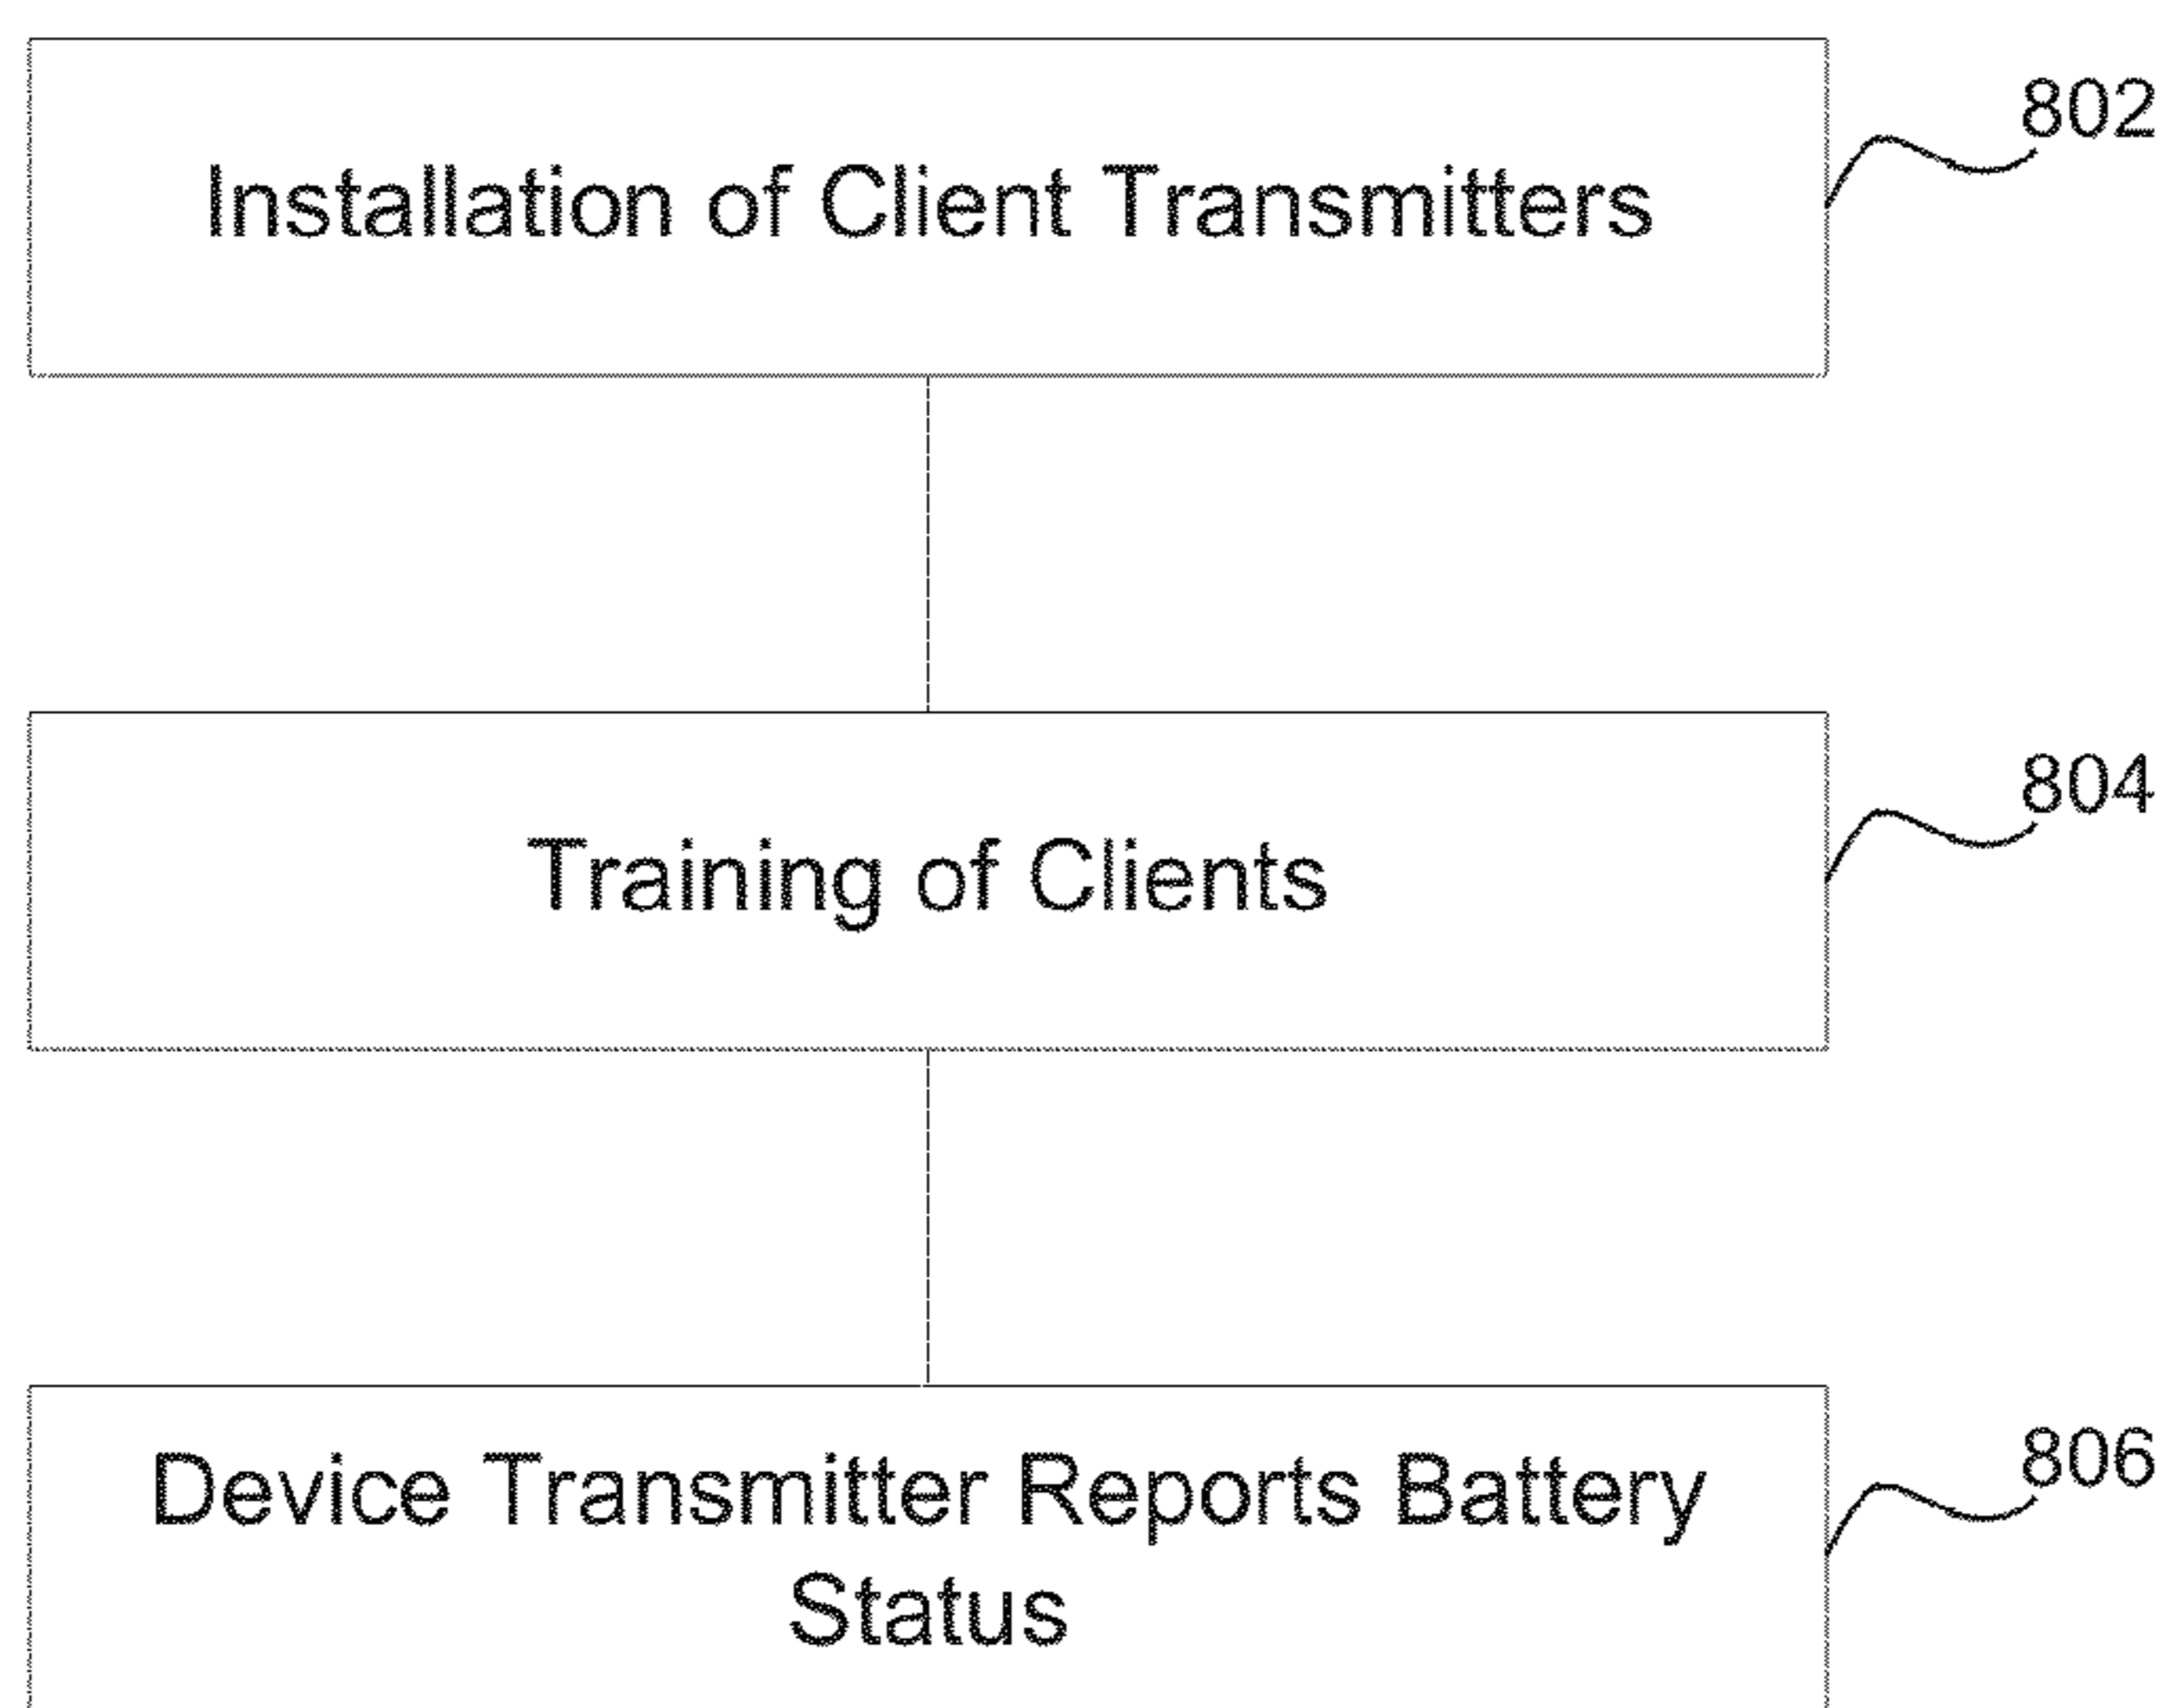 Installation of Client Transmitters
802
Training of Clients
804
Device Transmitter Reports Battery
Status
806